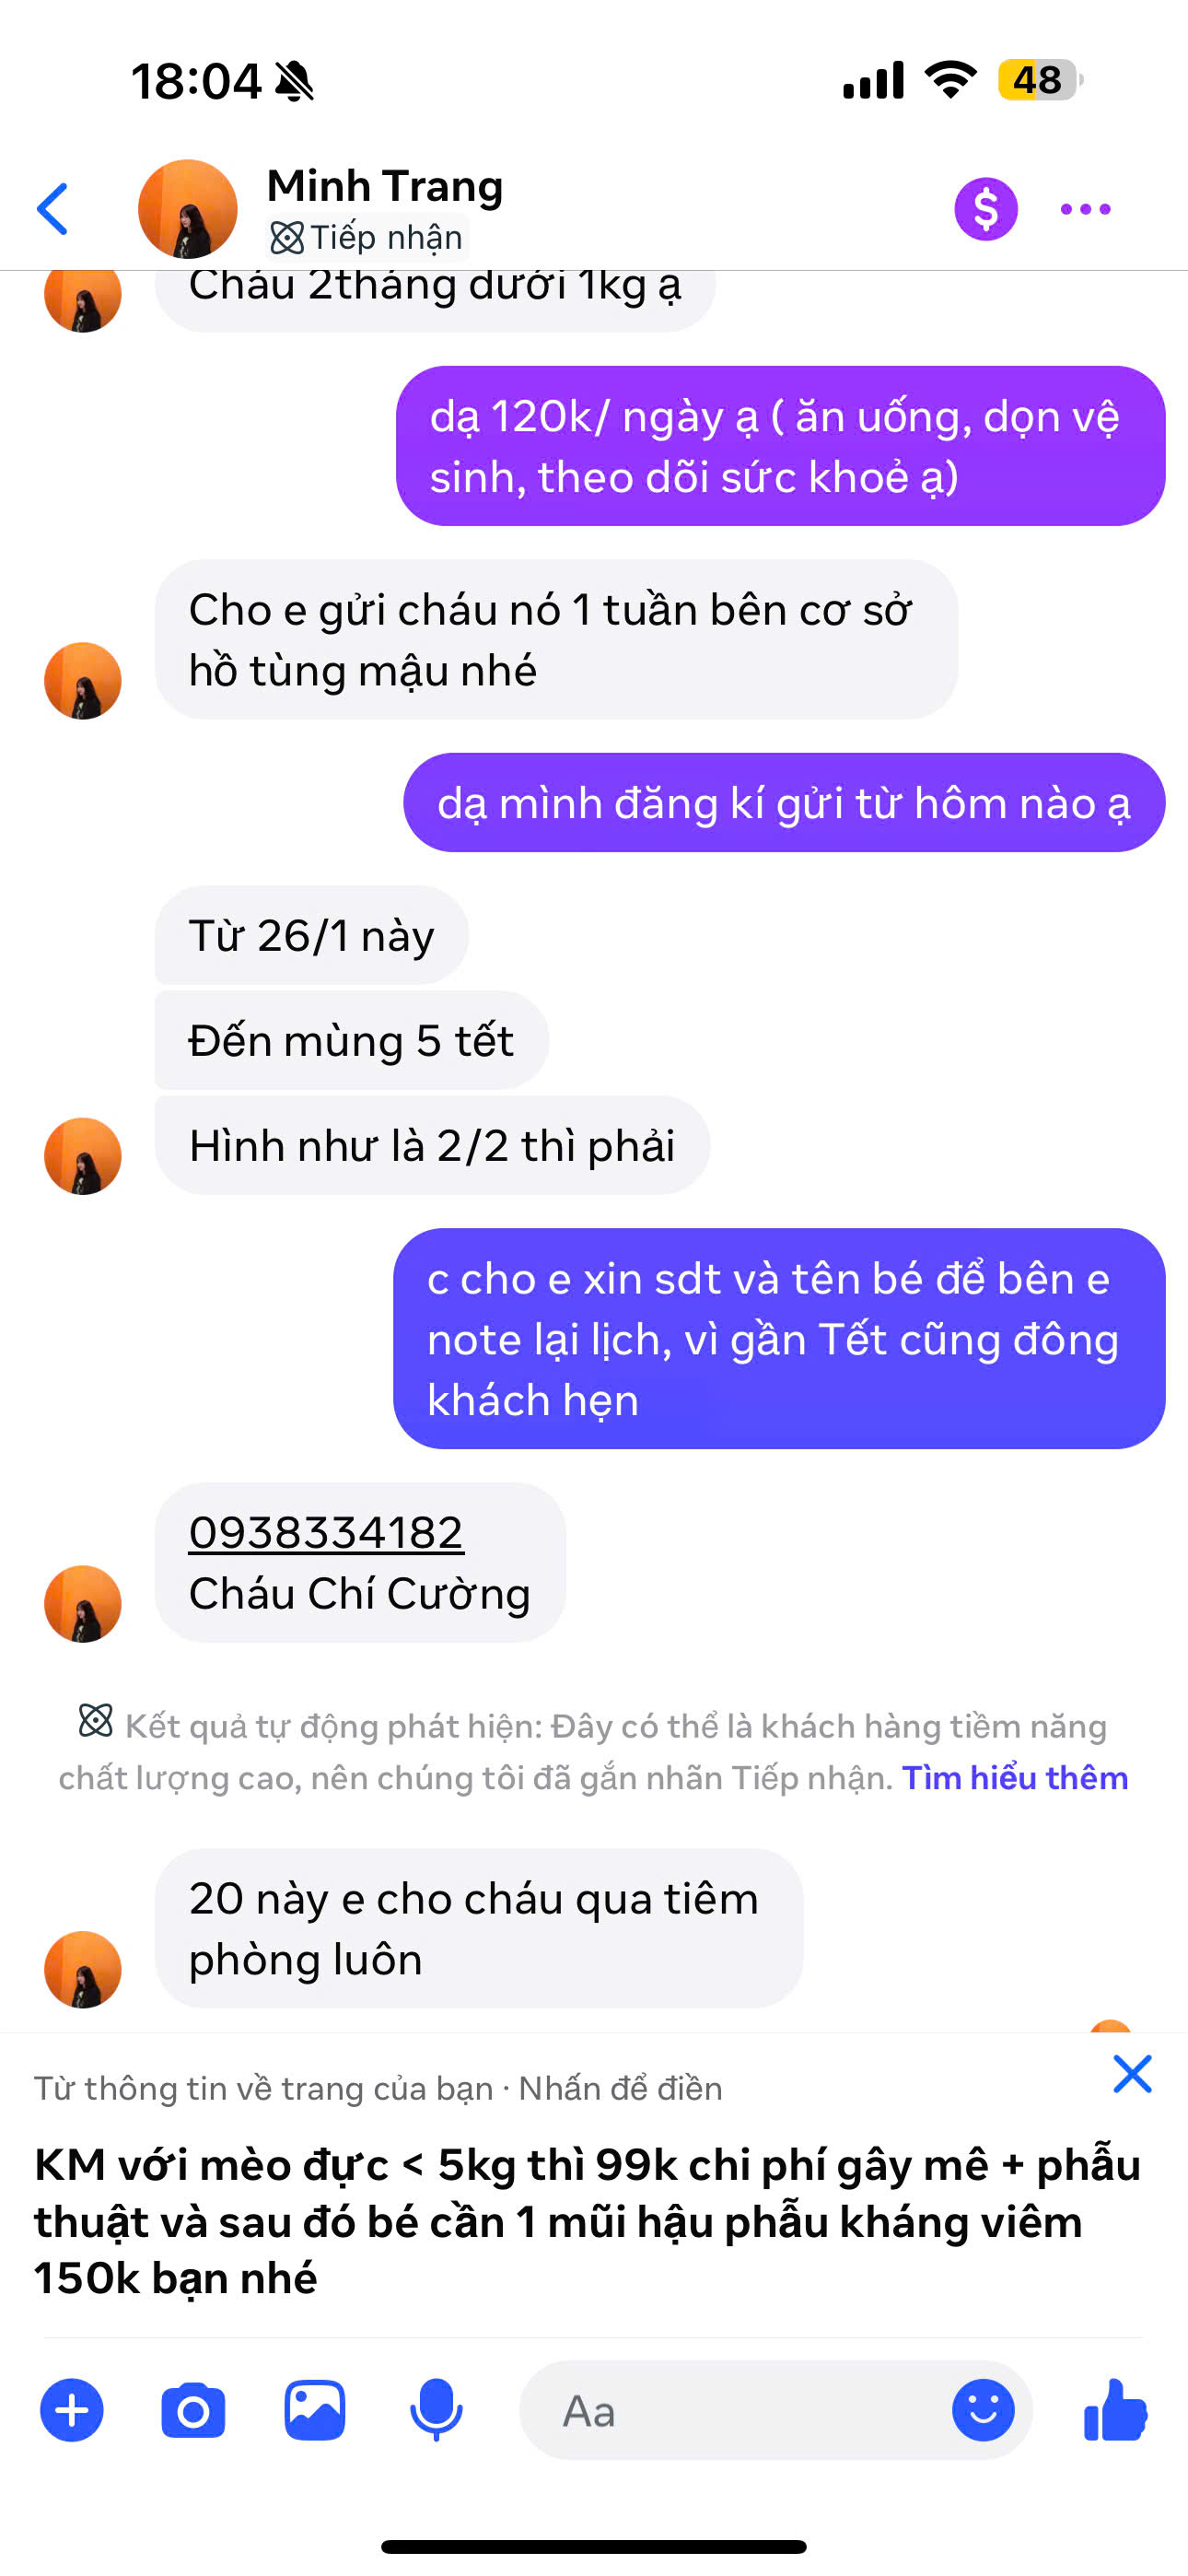 18:04
48
Minh Trang
Tiếp nhận
Cháu 2tháng dưới 1kg ạ
dạ 120k/ ngày ạ ( ăn uống, dọn vệ
sinh, theo dõi sức khoẻ ạ)
Cho e gửi cháu nó 1 tuần bên cơ sở
hồ tùng mậu nhé
dạ mình đăng kí gửi từ hôm nào ạ
Từ 26/1 này
Đến mùng 5 tết
Hình như là 2/2 thì phải
c cho e xin sdt và tên bé để bên e
note lại lịch, vì gần Tết cũng đông
khách hẹn
0938334182
Cháu Chí Cường
Kết quả tự động phát hiện: Đây có thể là khách hàng tiềm năng
chất lượng cao, nên chúng tôi đã gắn nhãn Tiếp nhận. Tìm hiểu thêm
20 này e cho cháu qua tiêm
phòng luôn
Từ thông tin về trang của bạn · Nhấn để điền
KM với mèo đực < 5kg thì 99k chi phí gây mê + phẫu
thuật và sau đó bé cần 1 mũi hậu phẫu kháng viêm
150k bạn nhé
Aa